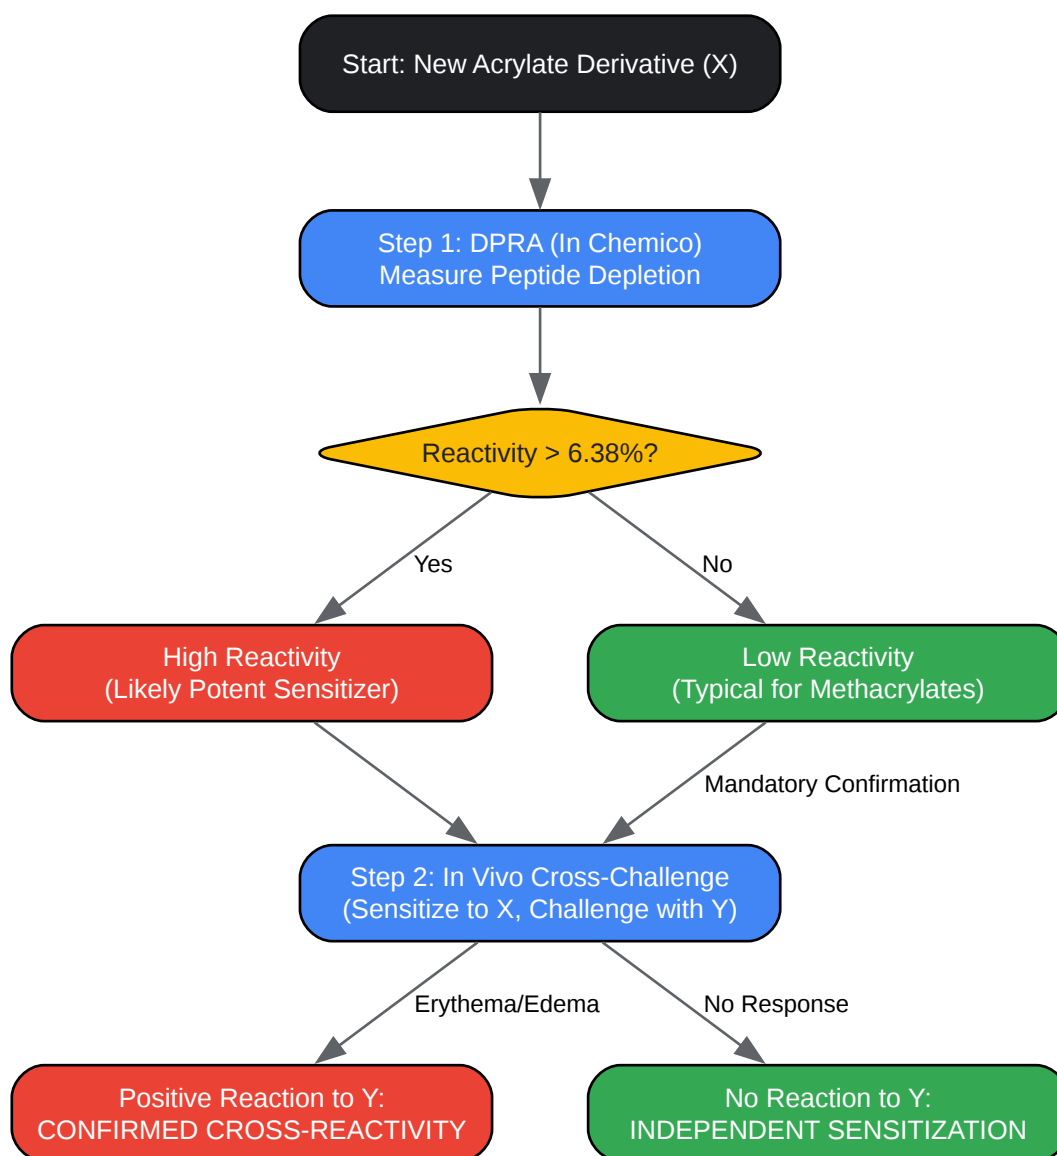 Start: New Acrylate Derivative (X)
Step 1: DPRA (In Chemico)
Measure Peptide Depletion
Reactivity > 6.38%?
Yes
No
High Reactivity
(Likely Potent Sensitizer)
Low Reactivity
(Typical for Methacrylates)
Mandatory Confirmation
Step 2: In Vivo Cross-Challenge
(Sensitize to X, Challenge with Y)
Erythema/Edema
No Response
Positive Reaction to Y:
CONFIRMED CROSS-REACTIVITY
No Reaction to Y:
INDEPENDENT SENSITIZATION